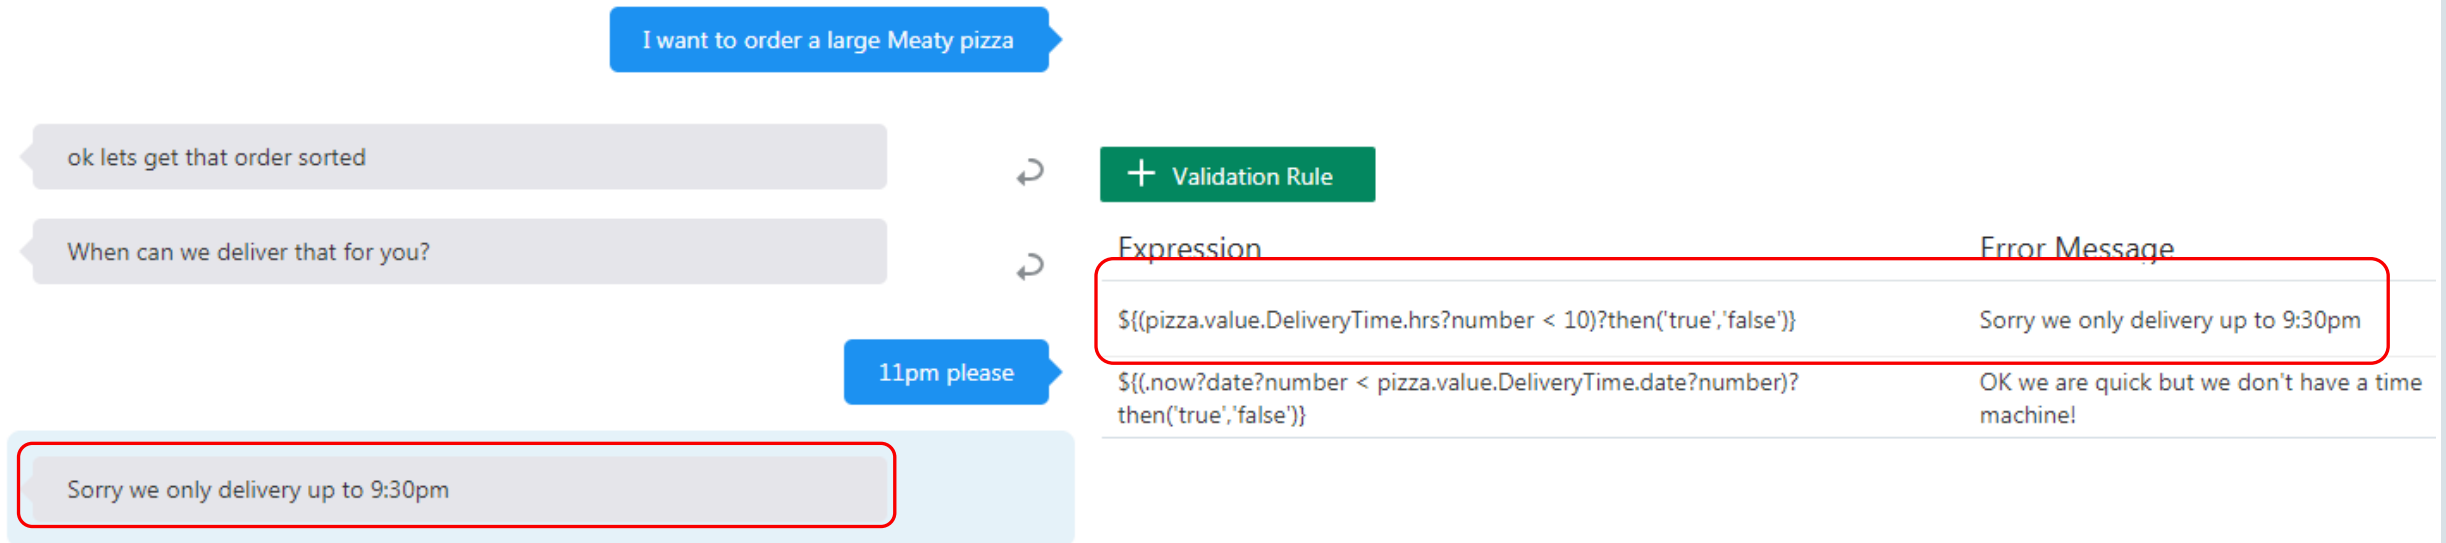 I want to order a large Meaty pizza
ok lets get that order sorted
When can we deliver that for you?
11pm please
Sorry we only delivery up to 9:30pm
+ Validation Rule
Expression Error Message
${(pizza.value.DeliveryTime.hrs?number < 10)?then('true','false')} Sorry we only delivery up to 9:30pm
${(.now?date?number < pizza.value.DeliveryTime.date?number)? OK we are quick but we don't have a time
then('true','false')} machine!